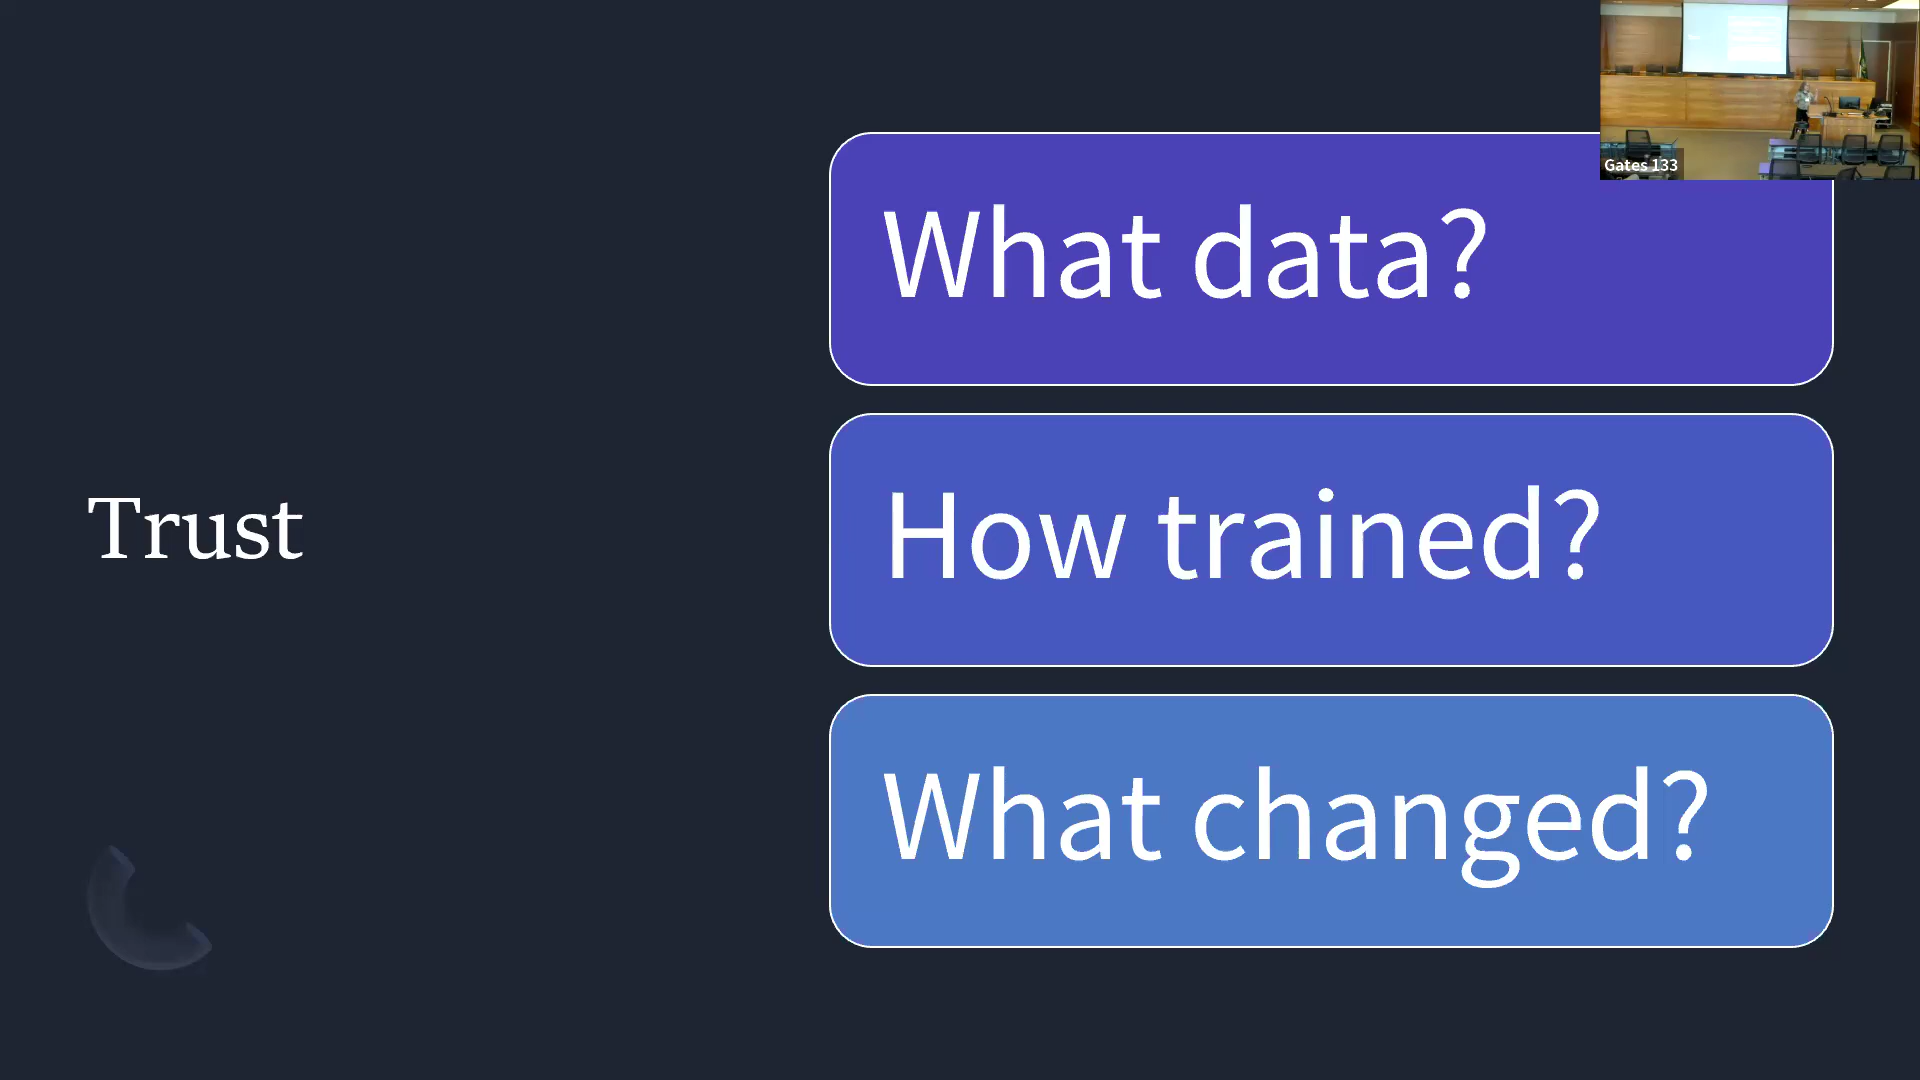 Gates 133
What data?
Trust
How trained?
What changed?